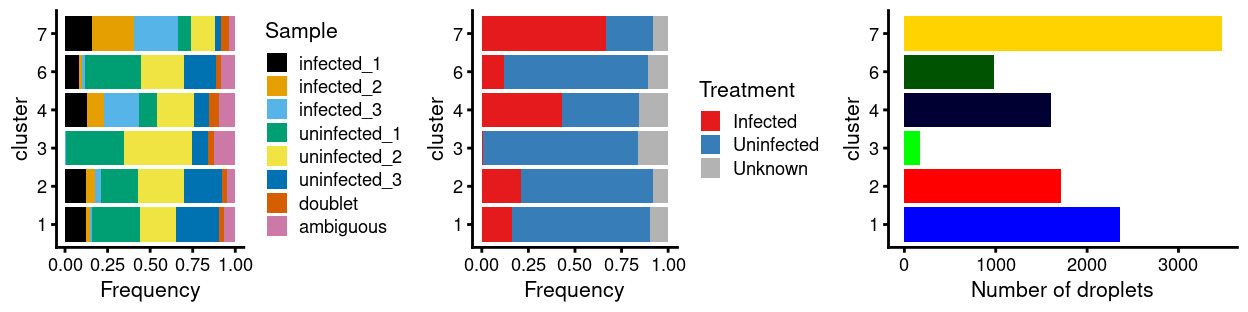 cluster
7
6
4
3
2
1
0.00 0.25 0.50 0.75 1.00
Frequency
Sample
infected_1
infected_2
infected_3
uninfected_1
uninfected_2
uninfected_3
doublet
ambiguous
cluster
7
6
4
3
2
1
0.00 0.25 0.50 0.75 1.00
Frequency
Treatment
Infected
Uninfected
Unknown
cluster
7
6
4
3
2
1
0 1000 2000 3000
Number of droplets